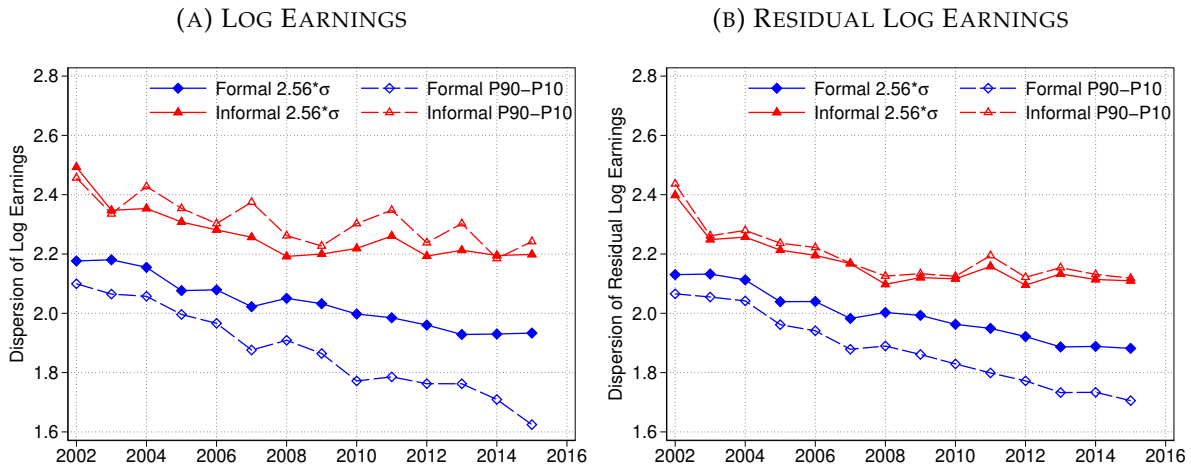 (A) LOG EARNINGS
Dispersion of Log Earnings
2.8
2.6
2.4
2.2
2.0
1.8
1.6
Formal 2.56*σ
Formal P90−P10
Informal 2.56*σ
Informal P90−P10
2002 2004 2006 2008 2010 2012 2014 2016
(B) RESIDUAL LOG EARNINGS
Dispersion of Residual Log Earnings
2.8
2.6
2.4
2.2
2.0
1.8
1.6
Formal 2.56*σ
Formal P90−P10
Informal 2.56*σ
Informal P90−P10
2002 2004 2006 2008 2010 2012 2014 2016